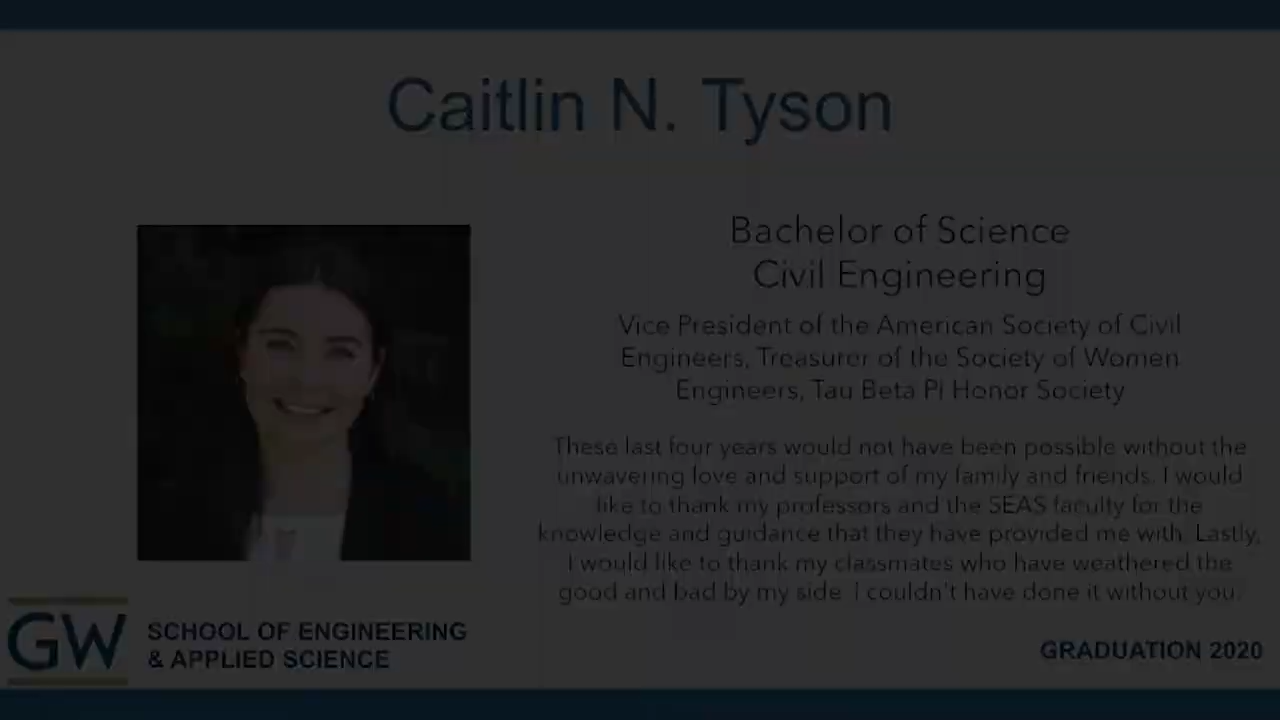 Caitlin N. Tyson
Bachelor of Science
Civil Engineering
Vice President of the American Society of Civil
Engineers, Treasurer of the Society of Women
Engineers, Tau Beta Pi Honor Society
These last four years would not have been possible without the
unwavering love and support of my family and friends. I would
like to thank my professors and the SEAS faculty for the
knowledge and guidance that they have provided me with. Lastly,
I would like to thank my classmates who have weathered the
good and bad by my side. I couldn't have done it without you.
GW
SCHOOL OF ENGINEERING
& APPLIED SCIENCE
GRADUATION 2020